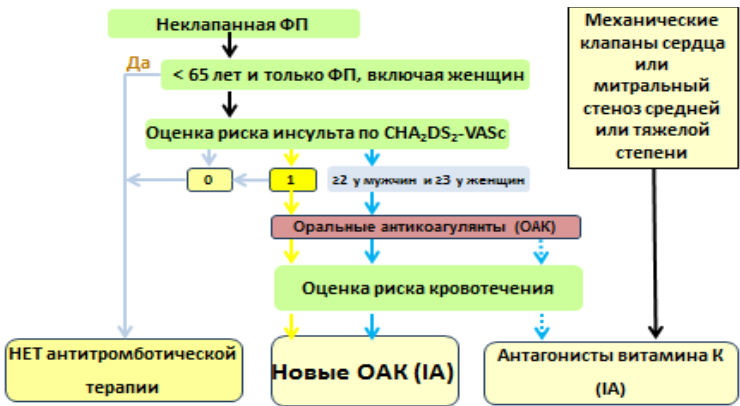 Неклапанная ФП
Да
< 65 лет и только ФП, включая женщин
Оценка риска инсульта по CHA₂DS₂-VASc
0
1
≥2 у мужчин и ≥3 у женщин
Оральные антикоагулянты (ОАК)
Оценка риска кровотечения
НЕТ антитромботической
терапии
Новые ОАК (IA)
Механические
клапаны сердца
или
митральный
стеноз средней
или тяжелой
степени
Антагонисты витамина К
(IA)